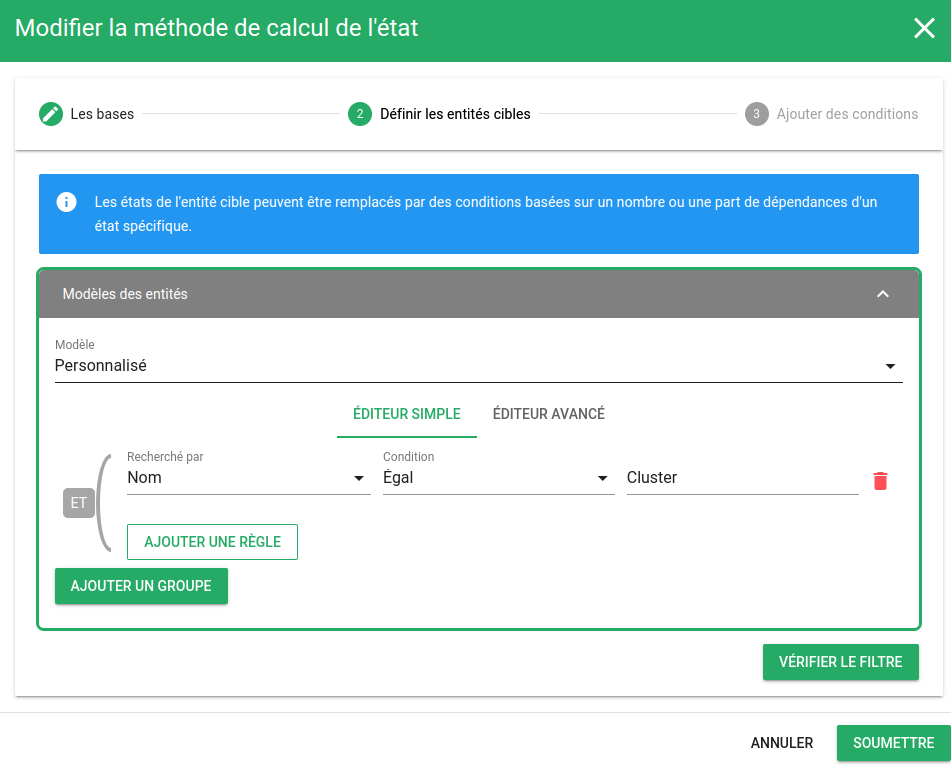 Modifier la méthode de calcul de l'état
Les bases
2 Définir les entités cibles
3 Ajouter des conditions
Les états de l'entité cible peuvent être remplacés par des conditions basées sur un nombre ou une part de dépendances d'un
état spécifique.
Modèles des entités
Modèle
Personnalisé
ÉDITEUR SIMPLE ÉDITEUR AVANCÉ
Recherché par Condition
Nom Égal Cluster
ET
AJOUTER UNE RÈGLE
AJOUTER UN GROUPE
VÉRIFIER LE FILTRE
ANNULER SOUMETTRE